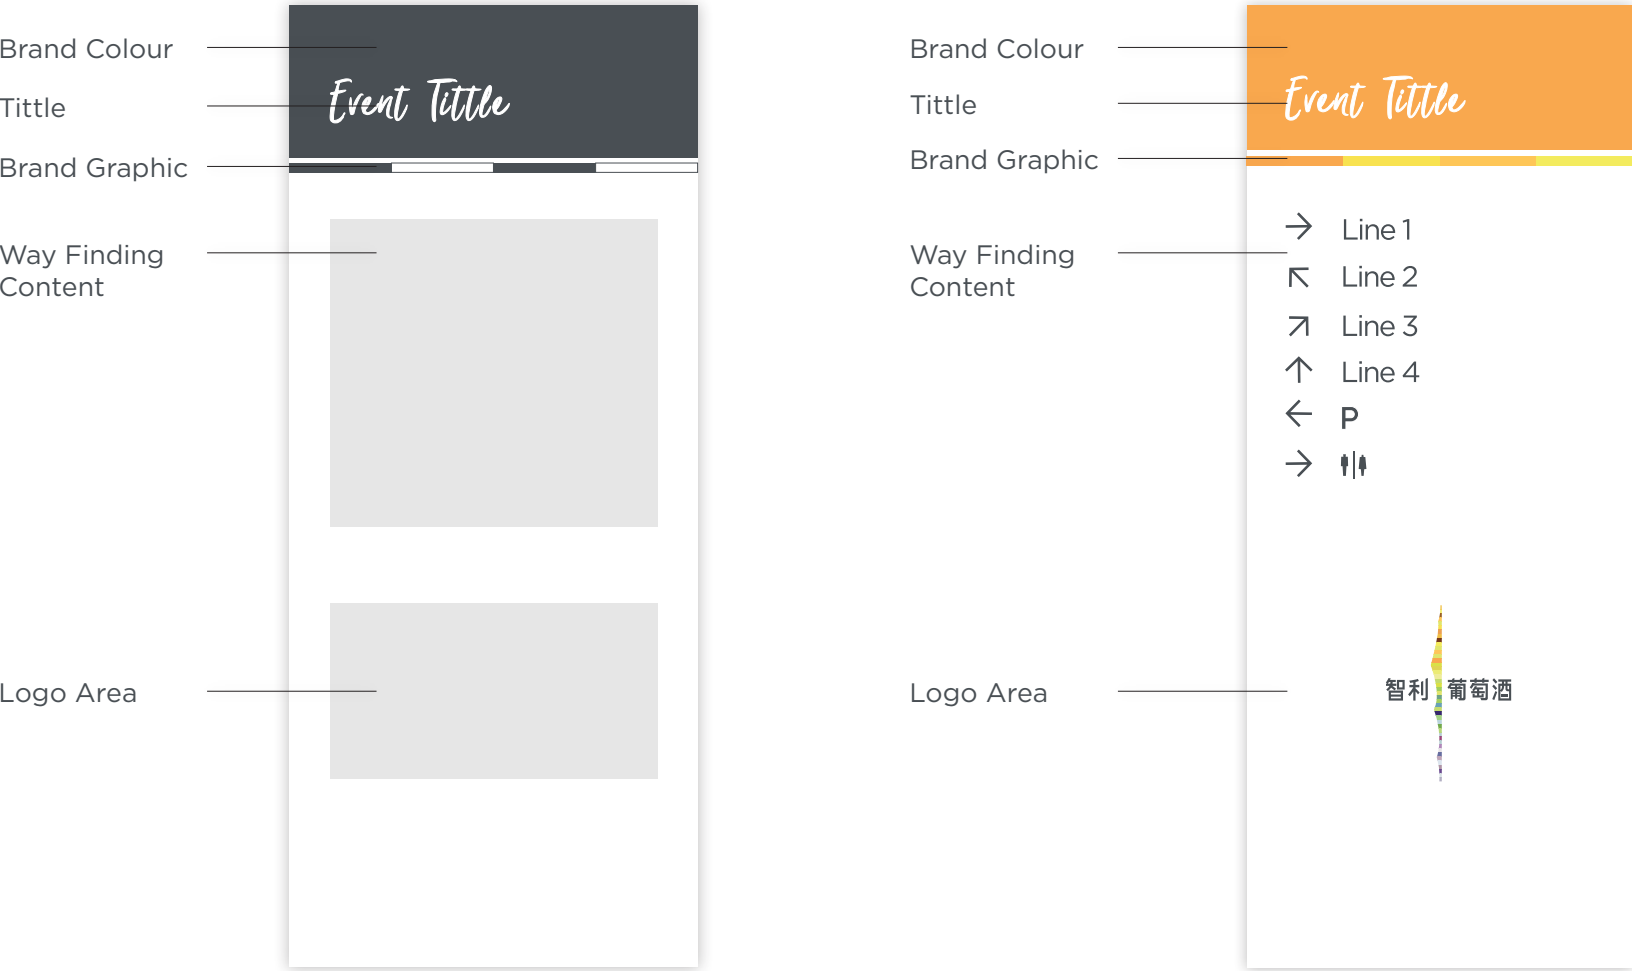 Brand Colour
Tittle
Event Tittle
Brand Graphic
Way Finding
Content
Logo Area
Brand Colour
Tittle
Event Tittle
Brand Graphic
Way Finding
Content
Line 1
Line 2
Line 3
Line 4
P
Logo Area
智利 葡萄酒